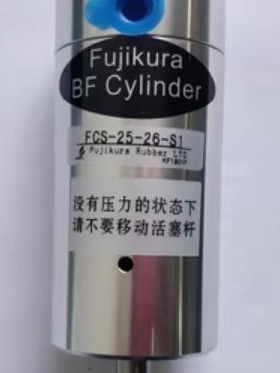 Fujikura
BF Cylinder
FCS-25-26-S1
Fujikura Rubber LTD.
没有压力的状态下
请不要移动活塞杆